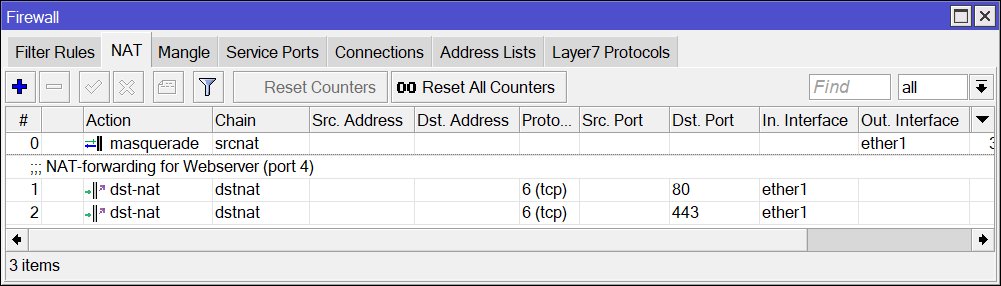 Firewall
Filter Rules NAT Mangle Service Ports Connections Address Lists Layer7 Protocols
Reset Counters 00 Reset All Counters Find all
# Action Chain Src. Address Dst. Address Proto... Src. Port Dst. Port In. Interface Out. Interface
0 masquerade srcnat ether1
;;; NAT-forwarding for Webserver (port 4)
1 dst-nat dstnat 6 (tcp) 80 ether1
2 dst-nat dstnat 6 (tcp) 443 ether1
3 items